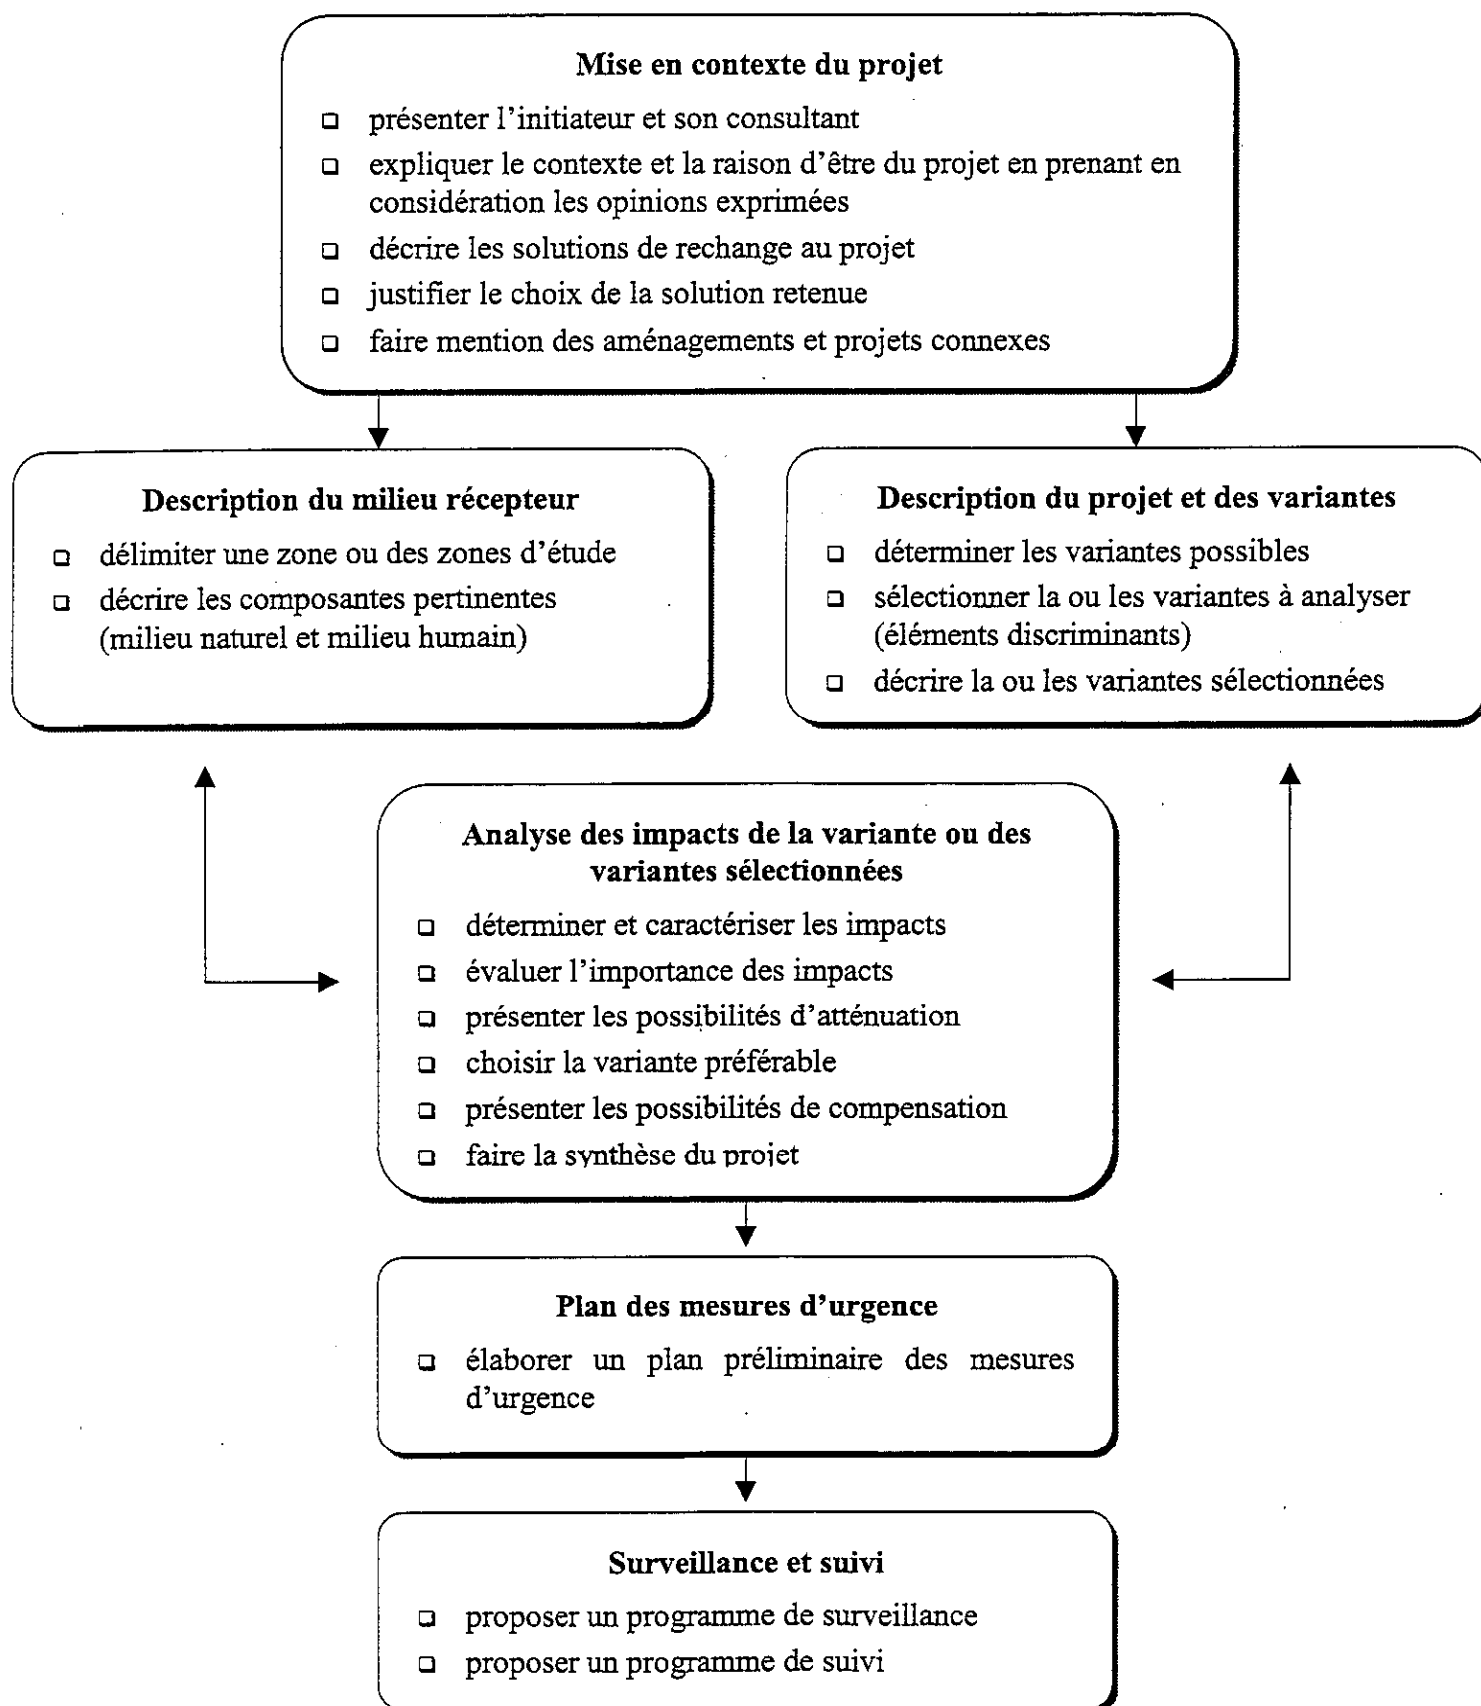 Mise en contexte du projet
❑ présenter l'initiateur et son consultant
❑ expliquer le contexte et la raison d'être du projet en prenant en
considération les opinions exprimées
❑ décrire les solutions de rechange au projet
❑ justifier le choix de la solution retenue
❑ faire mention des aménagements et projets connexes
Description du milieu récepteur
❑ délimiter une zone ou des zones d'étude
❑ décrire les composantes pertinentes
(milieu naturel et milieu humain)
Description du projet et des variantes
❑ déterminer les variantes possibles
❑ sélectionner la ou les variantes à analyser
(éléments discriminants)
❑ décrire la ou les variantes sélectionnées
Analyse des impacts de la variante ou des
variantes sélectionnées
❑ déterminer et caractériser les impacts
❑ évaluer l'importance des impacts
❑ présenter les possibilités d'atténuation
❑ choisir la variante préférable
❑ présenter les possibilités de compensation
❑ faire la synthèse du projet
Plan des mesures d'urgence
❑ élaborer un plan préliminaire des mesures
d'urgence
Surveillance et suivi
❑ proposer un programme de surveillance
❑ proposer un programme de suivi